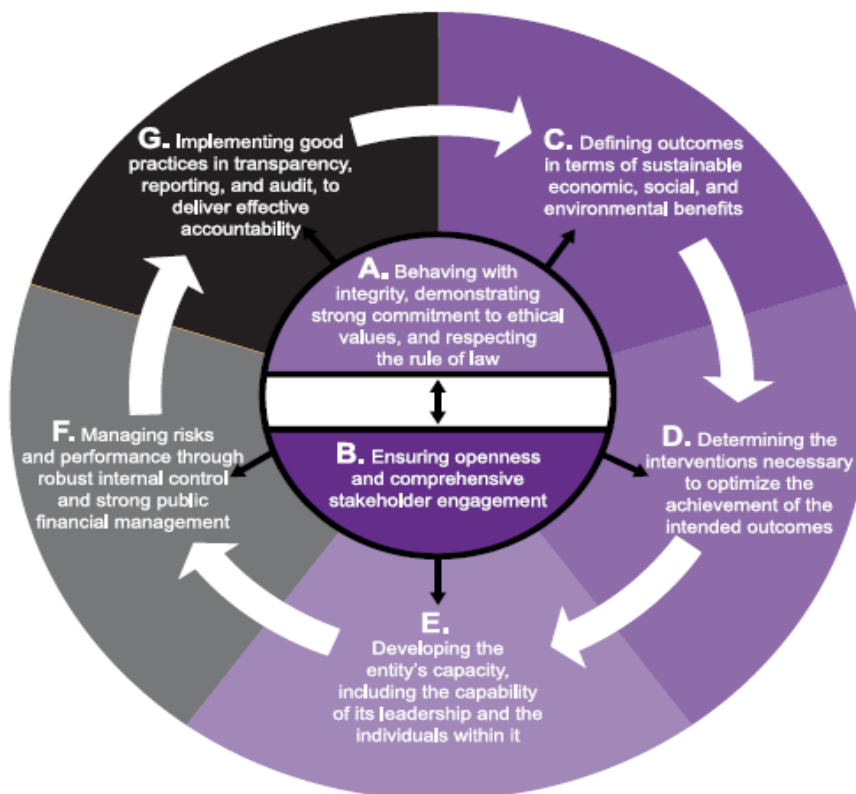 G. Implementing good
practices in transparency,
reporting, and audit, to
deliver effective
accountability
C. Defining outcomes
in terms of sustainable
economic, social, and
environmental benefits
A. Behaving with
integrity, demonstrating
strong commitment to ethical
values, and respecting
the rule of law
B. Ensuring openness
and comprehensive
stakeholder engagement
D. Determining the
interventions necessary
to optimize the
achievement of the
intended outcomes
E.
Developing the
entity's capacity,
including the capability
of its leadership and the
individuals within it
F. Managing risks
and performance through
robust internal control
and strong public
financial management